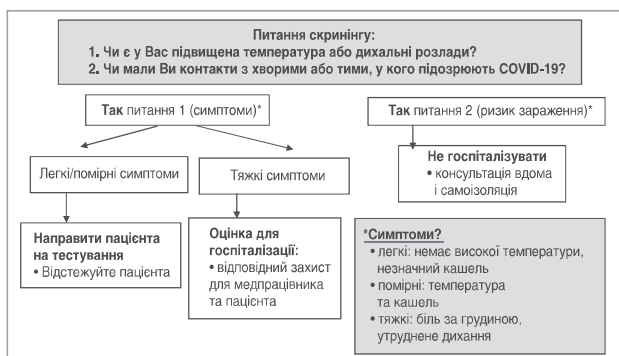 Питання скринінгу:
1. Чи є у Вас підвищена температура або дихальні розлади?
2. Чи мали Ви контакти з хворими або тими, у кого підозрюють COVID-19?
Так питання 1 (симптоми)*
Так питання 2 (ризик зараження)*
Легкі/помірні симптоми
Тяжкі симптоми
Не госпіталізувати
• консультація вдома
і самоізоляція
Направити пацієнта
на тестування
• Відстежуйте пацієнта
Оцінка для
госпіталізації:
• відповідний захист
для медпрацівника
та пацієнта
*Симптоми?
• легкі: немає високої температури,
незначний кашель
• помірні: температура
та кашель
• тяжкі: біль за грудиною,
утруднене дихання